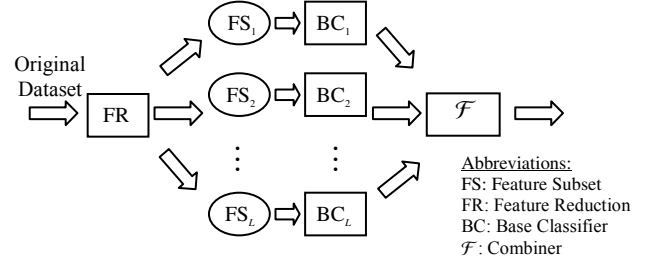 Original
Dataset
FR
FS1
BC1
FS2
BC2
⋮
⋮
FSL
BCL
ℱ
Abbreviations:
FS: Feature Subset
FR: Feature Reduction
BC: Base Classifier
ℱ: Combiner